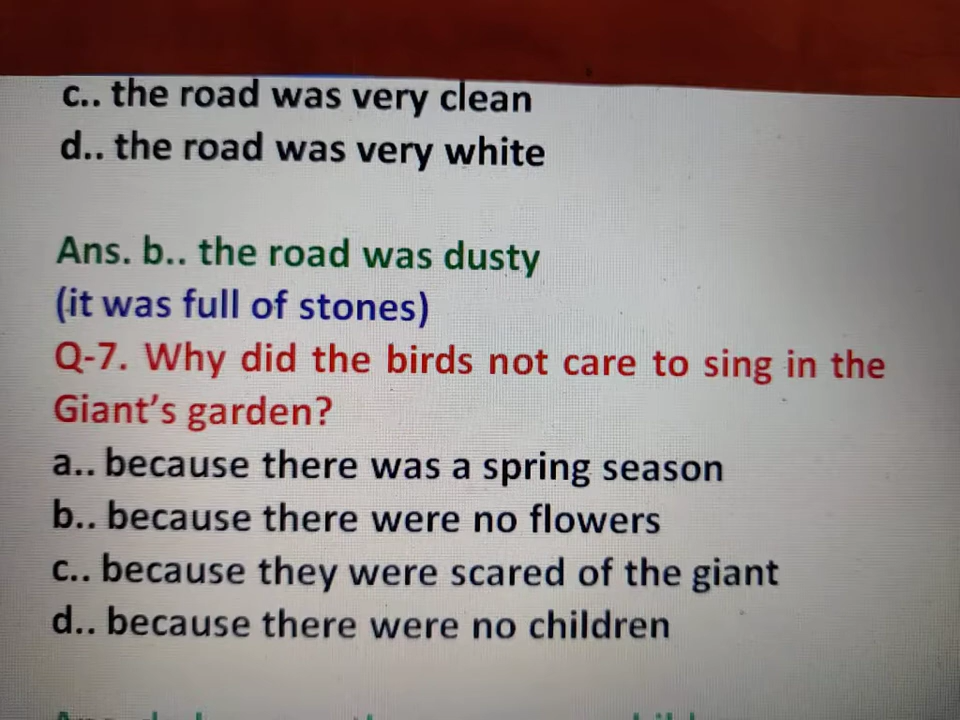 c.. the road was very clean
d.. the road was very white
Ans. b.. the road was dusty
(it was full of stones)
Q-7. Why did the birds not care to sing in the
Giant's garden?
a.. because there was a spring season
b.. because there were no flowers
c.. because they were scared of the giant
d.. because there were no children